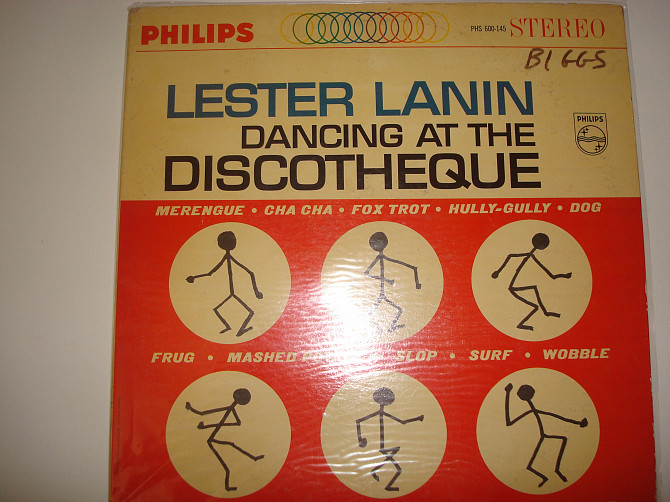 PHILIPS
PHS 600-145 STEREO
BIGGS
LESTER LANIN
DANCING AT THE
PHILIPS
DISCOTHEQUE
MERENGUE • CHA CHA • FOX TROT • HULLY-GULLY • DOG
FRUG • MASHED • SLOP • SURF • WOBBLE